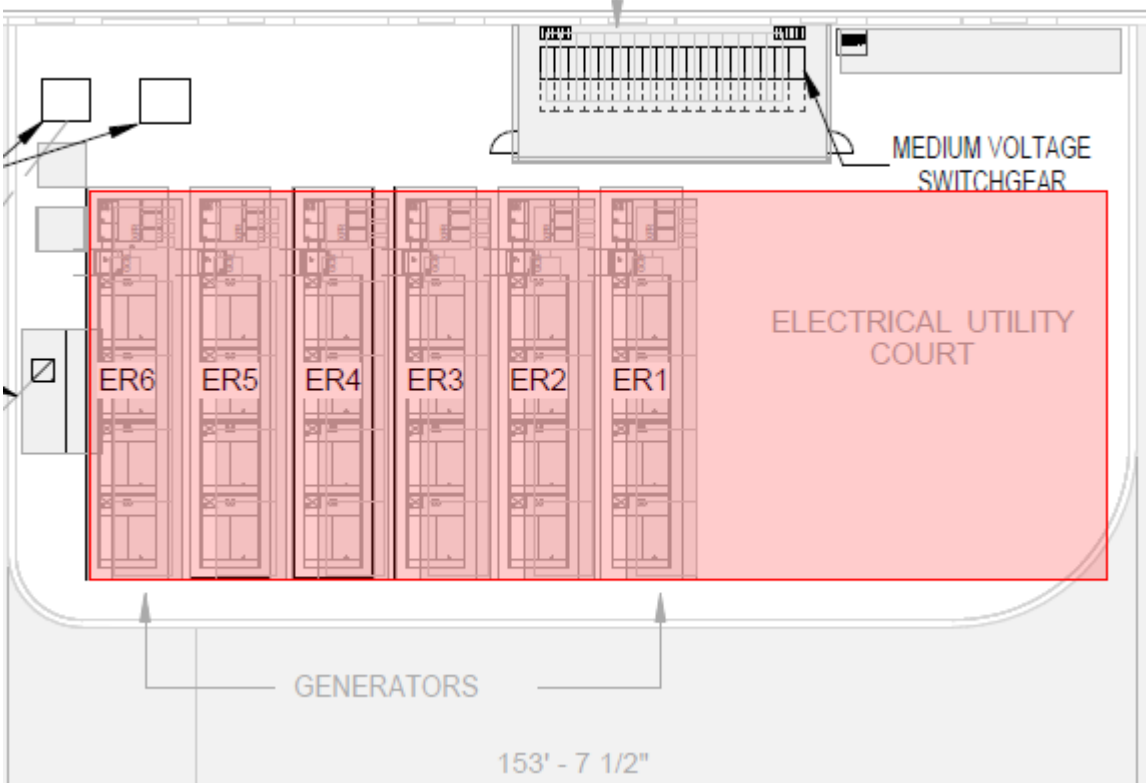 MEDIUM VOLTAGE
SWITCHGEAR
ELECTRICAL UTILITY
COURT
ER6 ER5 ER4 ER3 ER2 ER1
GENERATORS
153' - 7 1/2"